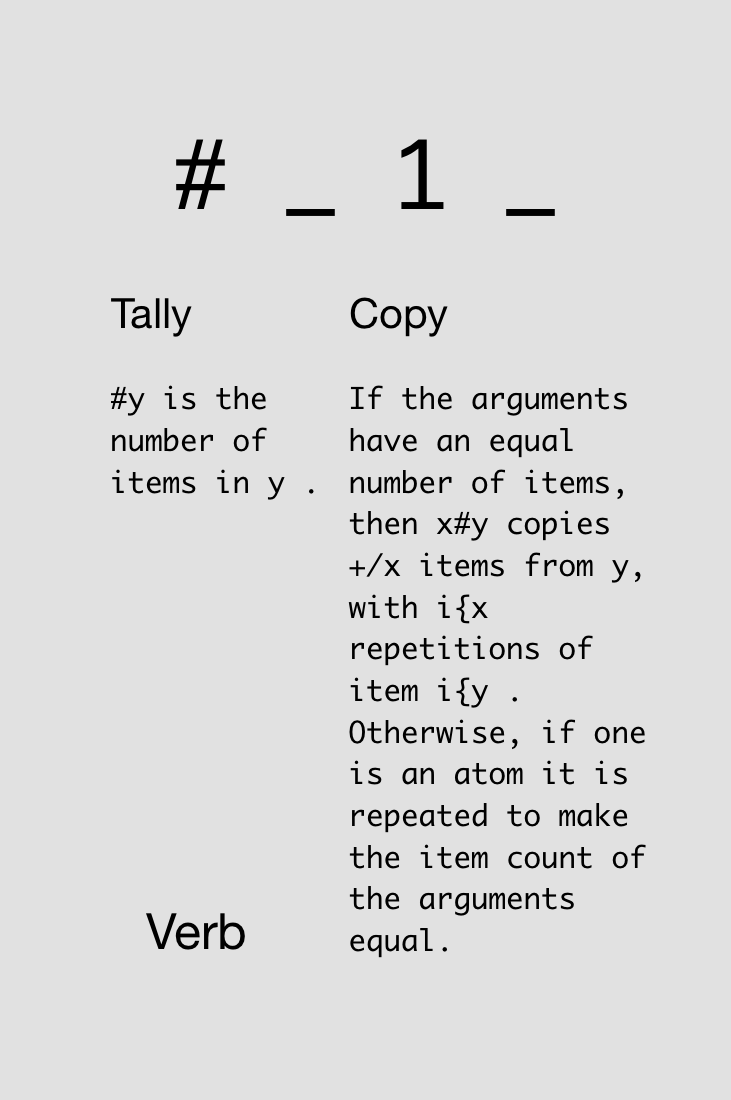 # _ 1 _
Tally
#y is the
number of
items in y .
Copy
If the arguments
have an equal
number of items,
then x#y copies
+/x items from y,
with i{x
repetitions of
item i{y .
Otherwise, if one
is an atom it is
repeated to make
the item count of
the arguments
equal.
Verb